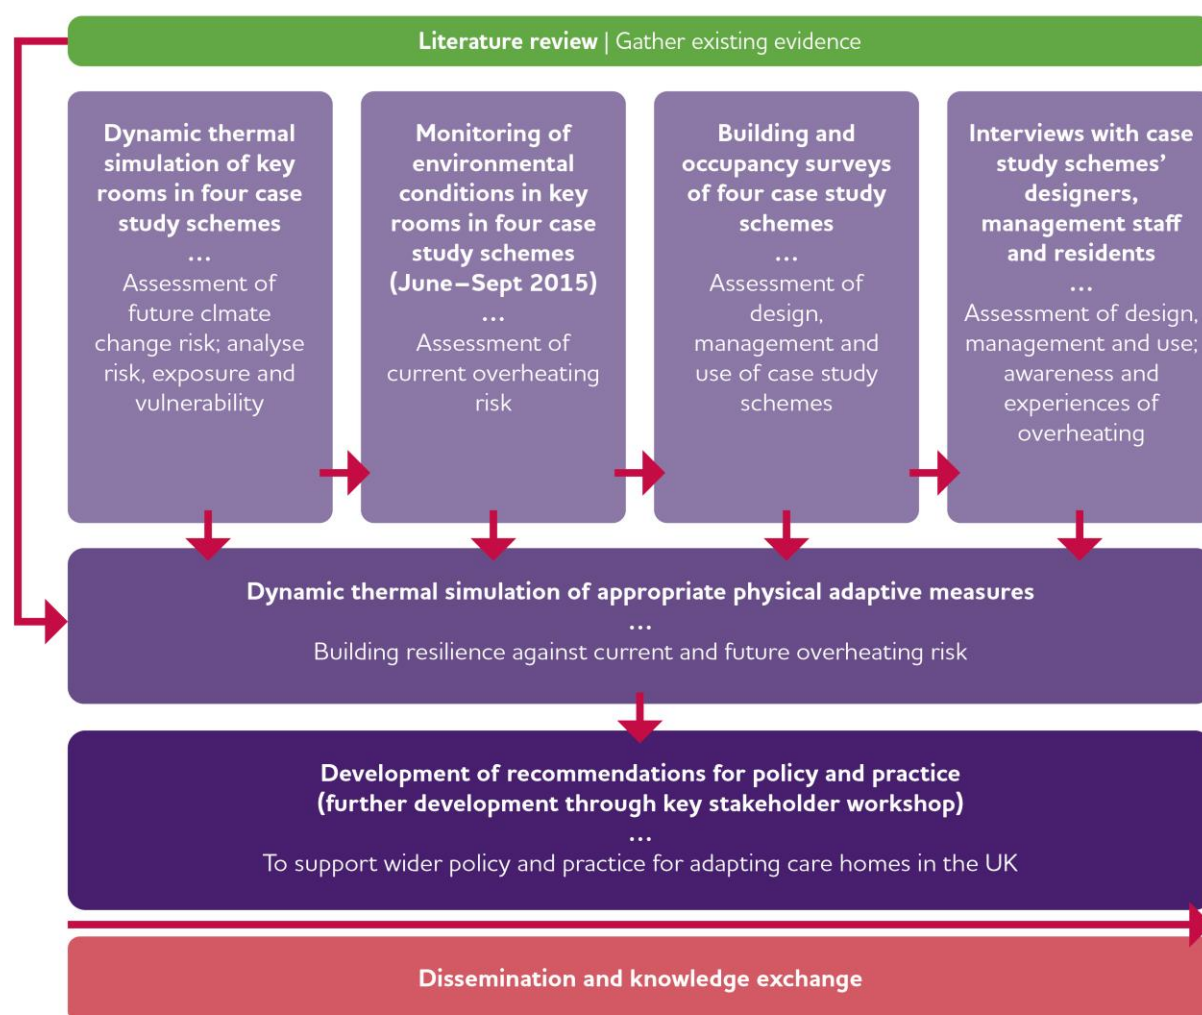 Literature review | Gather existing evidence
Dynamic thermal
simulation of key
rooms in four case
study schemes
...
Assessment of
future clmate
change risk; analyse
risk, exposure and
vulnerability
Monitoring of
environmental
conditions in key
rooms in four case
study schemes
(June–Sept 2015)
...
Assessment of
current overheating
risk
Building and
occupancy surveys
of four case study
schemes
...
Assessment of
design,
management and
use of case study
schemes
Interviews with case
study schemes’
designers,
management staff
and residents
...
Assessment of design,
management and use;
awareness and
experiences of
overheating
Dynamic thermal simulation of appropriate physical adaptive measures
...
Building resilience against current and future overheating risk
Development of recommendations for policy and practice
(further development through key stakeholder workshop)
...
To support wider policy and practice for adapting care homes in the UK
Dissemination and knowledge exchange